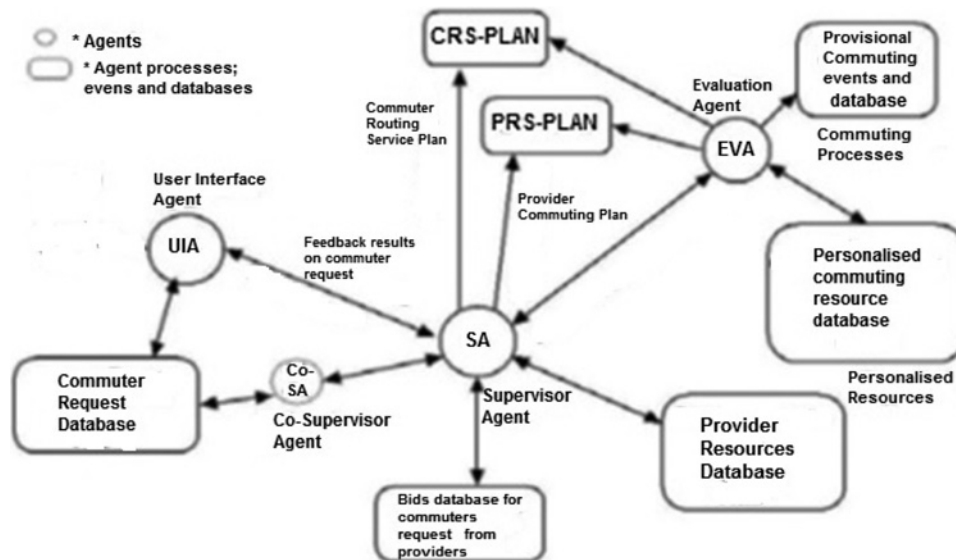 * Agents
* Agent processes;
evens and databases
CRS-PLAN
Commuter
Routing
Service Plan
PRS-PLAN
Provider
Commuting Plan
Evaluation
Agent
EVA
Provisional
Commuting
events and
database
Commuting
Processes
User Interface
Agent
UIA
Feedback results
on commuter
request
Personalised
commuting
resource
database
Personalised
Resources
SA
Supervisor
Agent
Co-
SA
Co-Supervisor
Agent
Commuter
Request
Database
Provider
Resources
Database
Bids database for
commuters
request from
providers